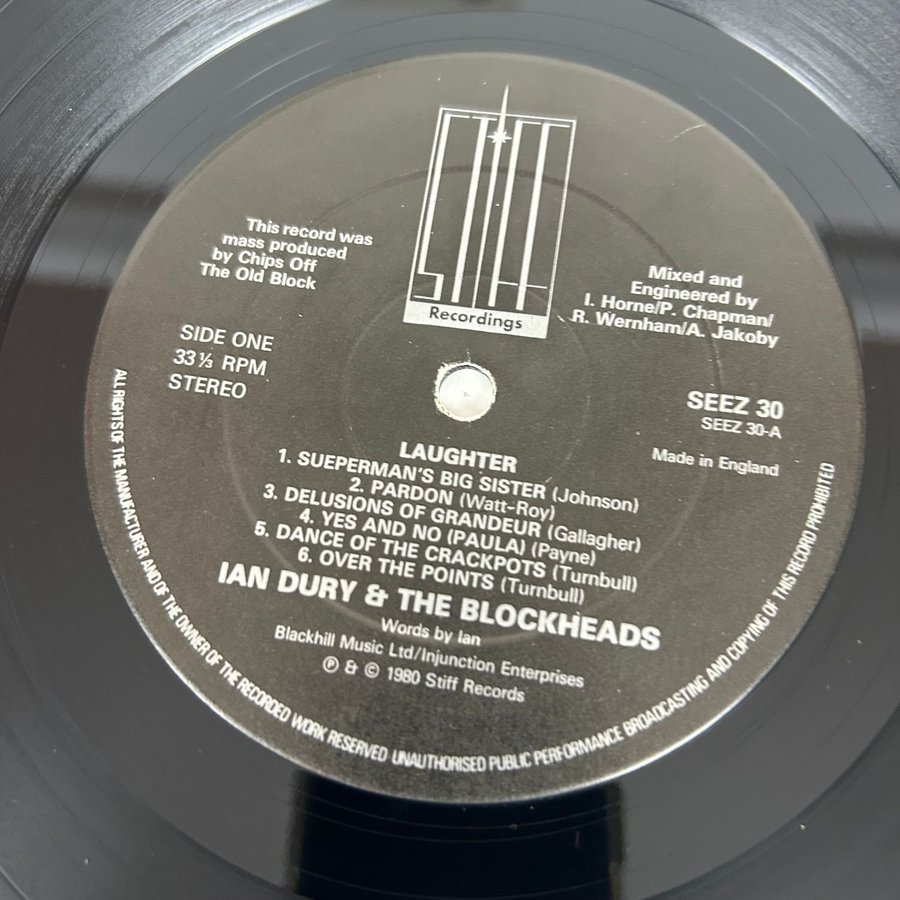 STIFF
Recordings
This record was
mass produced
by Chips Off
The Old Block
Mixed and
Engineered by
I. Horne/P. Chapman/
R. Wernham/A. Jakoby
SIDE ONE
33⅓ RPM
STEREO
SEEZ 30
SEEZ 30-A
Made in England
LAUGHTER
1. SUEPERMAN'S BIG SISTER (Johnson)
2. PARDON (Watt-Roy)
3. DELUSIONS OF GRANDEUR (Gallagher)
4. YES AND NO (PAULA) (Payne)
5. DANCE OF THE CRACKPOTS (Turnbull)
6. OVER THE POINTS (Turnbull)
IAN DURY & THE BLOCKHEADS
Words by Ian
Blackhill Music Ltd/Injunction Enterprises
℗ & © 1980 Stiff Records
ALL RIGHTS OF THE MANUFACTURER AND OF THE OWNER OF THE RECORDED WORK RESERVED UNAUTHORISED PUBLIC PERFORMANCE BROADCASTING AND COPYING OF THIS RECORD PROHIBITED